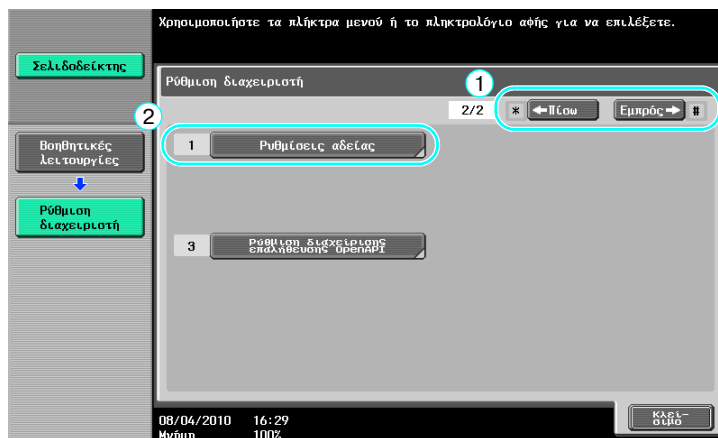 Χρησιμοποιήστε τα πλήκτρα μενού ή το πληκτρολόγιο αφής για να επιλέξετε.
Σελιδοδείκτης
Ρύθμιση διαχειριστή
1
2/2 * ←Πίσω Εμπρός→ #
2
1 Ρυθμίσεις αδείας
Βοηθητικές
λειτουργίες
Ρύθμιση
διαχειριστή
3 Ρύθμιση διαχείρισης
επαλήθευσης OpenAPI
Κλεί-
σιμο
08/04/2010 16:29
Μνήμη 100%